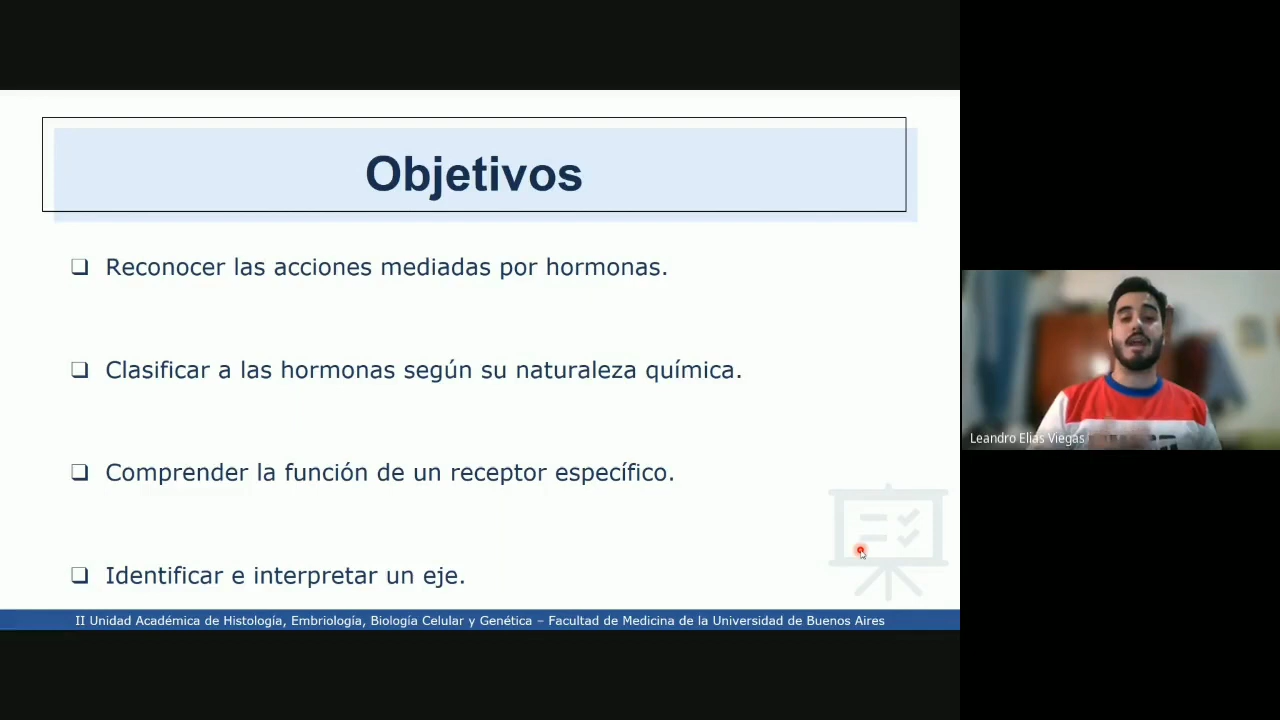 Objetivos
❑ Reconocer las acciones mediadas por hormonas.
❑ Clasificar a las hormonas según su naturaleza química.
❑ Comprender la función de un receptor específico.
❑ Identificar e interpretar un eje.
II Unidad Académica de Histología, Embriología, Biología Celular y Genética – Facultad de Medicina de la Universidad de Buenos Aires
Leandro Elias Viegas